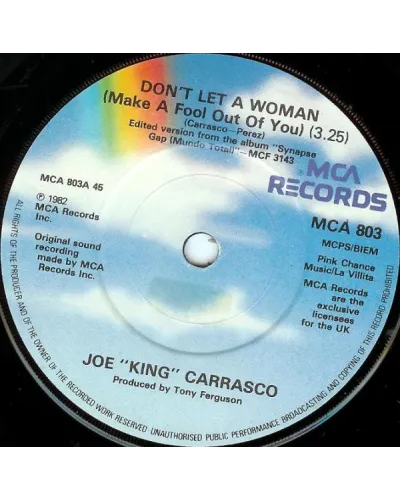 DON'T LET A WOMAN
(Make A Fool Out Of You) (3.25)
(Carrasco–Perez)
Edited version from the album "Synapse
Gap (Mundo Total)"–MCF 3143
MCA
RECORDS
MCA 803A 45
℗ 1982
MCA Records
Inc.
Original sound
recording
made by MCA
Records Inc.
MCA 803
MCPS/BIEM
Pink Chance
Music/La Villita
MCA Records
are the
exclusive
licensees
for the UK
JOE "KING" CARRASCO
Produced by Tony Ferguson
ALL RIGHTS OF THE PRODUCER AND OF THE OWNER OF THE RECORDED WORK RESERVED UNAUTHORISED PUBLIC PERFORMANCE BROADCASTING AND COPYING OF THIS RECORD PROHIBITED